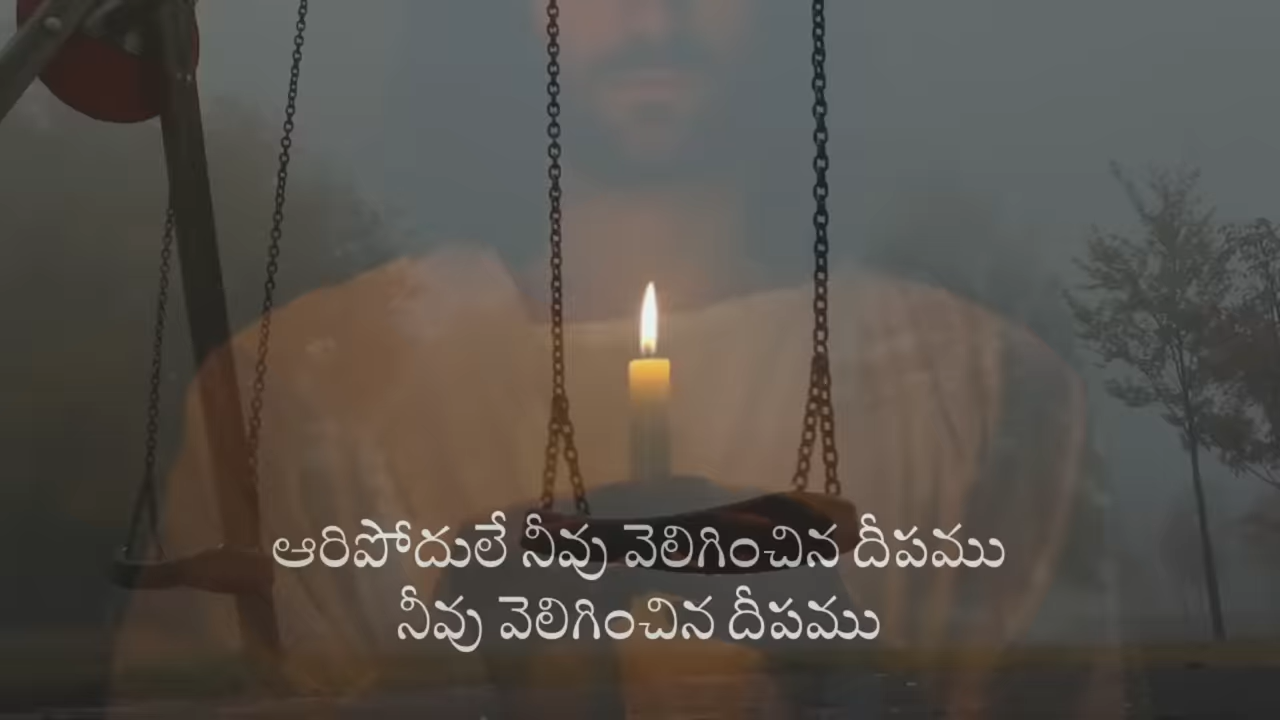 ఆరిపోదులే నీవు వెలిగించిన దీపము
నీవు వెలిగించిన దీపము